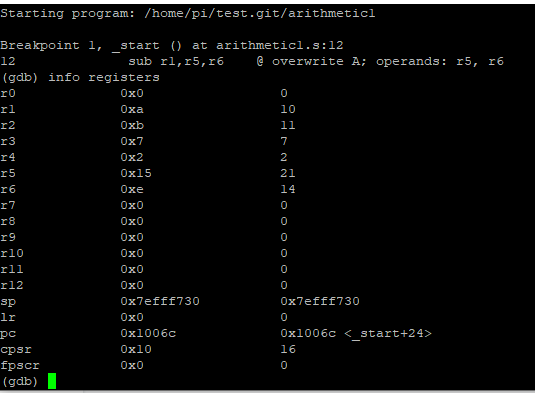 Starting program: /home/pi/test.git/arithmetic1
Breakpoint 1, _start () at arithmetic1.s:12
12 sub r1,r5,r6 @ overwrite A; operands: r5, r6
(gdb) info registers
r0 0x0 0
r1 0xa 10
r2 0xb 11
r3 0x7 7
r4 0x2 2
r5 0x15 21
r6 0xe 14
r7 0x0 0
r8 0x0 0
r9 0x0 0
r10 0x0 0
r11 0x0 0
r12 0x0 0
sp 0x7efff730 0x7efff730
lr 0x0 0
pc 0x1006c 0x1006c <_start+24>
cpsr 0x10 16
fpscr 0x0 0
(gdb)